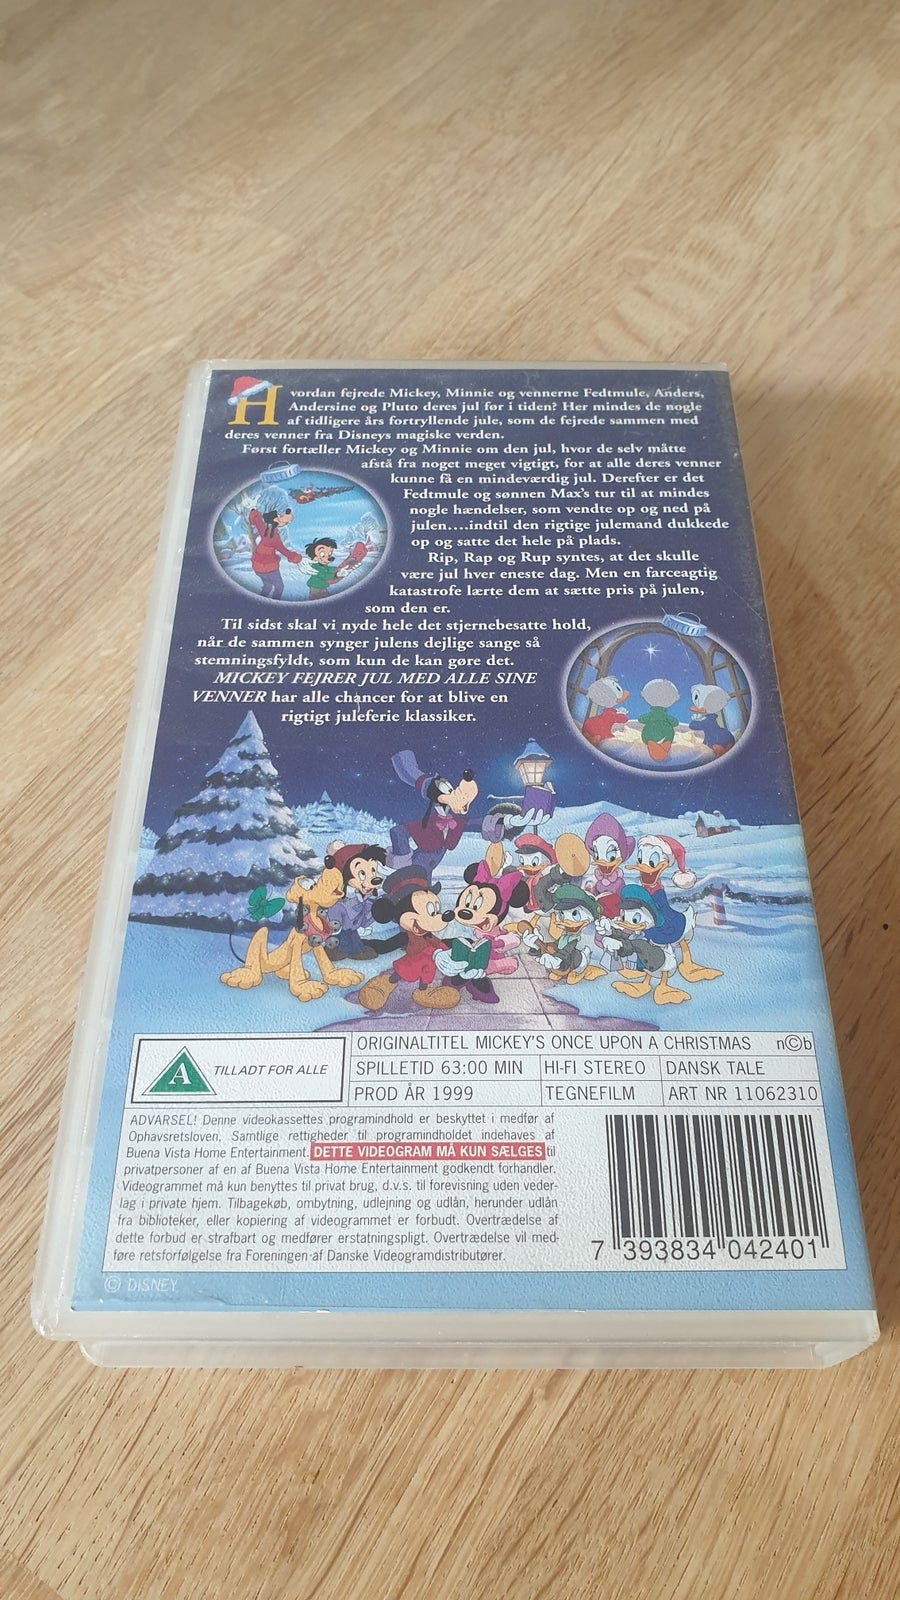 Hvordan fejrede Mickey, Minnie og vennerne Fedtmule, Anders,
Andersine og Pluto deres jul før i tiden? Her mindes de nogle
af tidligere års fortryllende jule, som de fejrede sammen med
deres venner fra Disneys magiske verden.
Først fortæller Mickey og Minnie om den jul, hvor de selv måtte
afstå fra noget meget vigtigt, for at alle deres venner
kunne få en mindeværdig jul. Derefter er det
Fedtmule og sønnen Max's tur til at mindes
nogle hændelser, som vendte op og ned på
julen....indtil den rigtige julemand dukkede
op og satte det hele på plads.
Rip, Rap og Rup syntes, at det skulle
være jul hver eneste dag. Men en farceagtig
katastrofe lærte dem at sætte pris på julen,
som den er.
Til sidst skal vi nyde hele det stjernebesatte hold,
når de sammen synger julens dejlige sange så
stemningsfyldt, som kun de kan gøre det.
MICKEY FEJRER JUL MED ALLE SINE
VENNER har alle chancer for at blive en
rigtigt juleferie klassiker.
A TILLADT FOR ALLE
ORIGINALTITEL MICKEY'S ONCE UPON A CHRISTMAS n©b
SPILLETID 63:00 MIN HI-FI STEREO DANSK TALE
PROD ÅR 1999 TEGNEFILM ART NR 11062310
ADVARSEL! Denne videokassettes programindhold er beskyttet i medfør af
Ophavsretsloven. Samtlige rettigheder til programindholdet indehaves af
Buena Vista Home Entertainment. DETTE VIDEOGRAM MÅ KUN SÆLGES til
privatpersoner af en af Buena Vista Home Entertainment godkendt forhandler.
Videogrammet må kun benyttes til privat brug, d.v.s. til forevisning uden veder-
lag i private hjem. Tilbagekøb, ombytning, udlejning og udlån, herunder udlån
fra biblioteker, eller kopiering af videogrammet er forbudt. Overtrædelse af
dette forbud er strafbart og medfører erstatningspligt. Overtrædelse vil med-
føre retsforfølgelse fra Foreningen af Danske Videogramdistributører.
7 393834 042401
© DISNEY